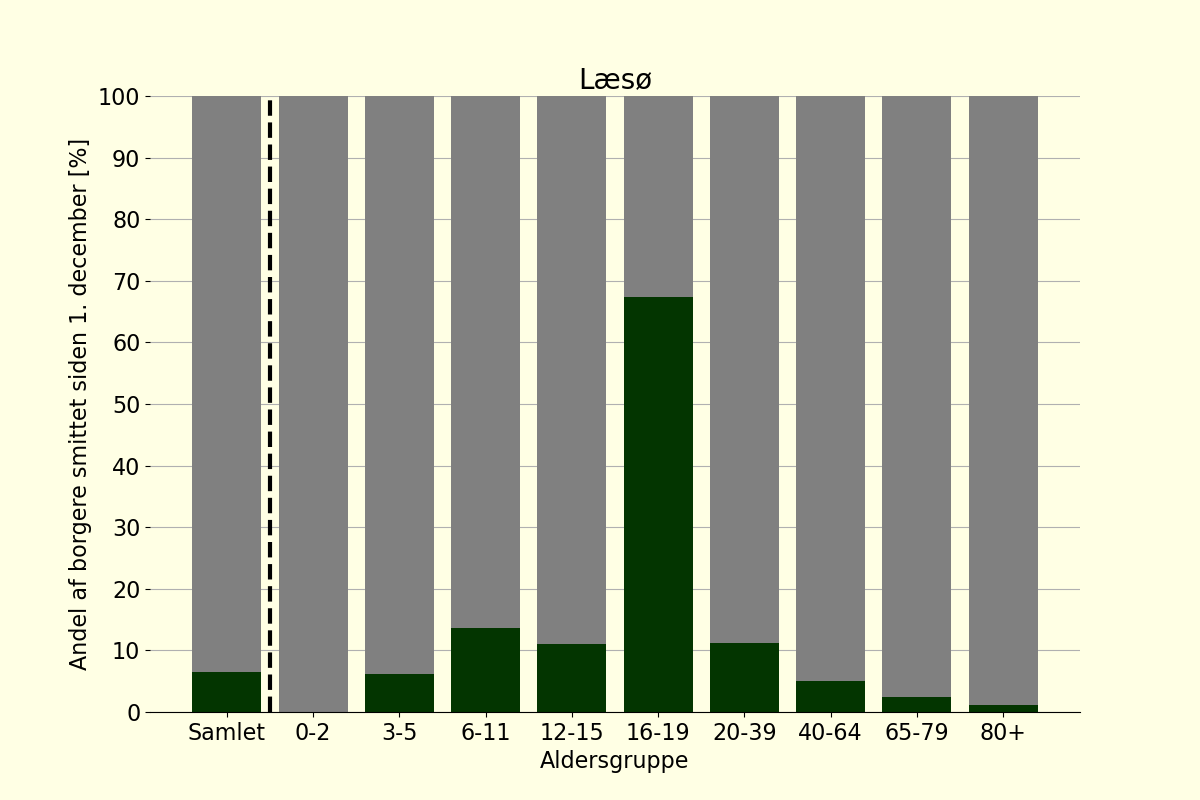 Læsø
Andel af borgere smittet siden 1. december [%]
100
90
80
70
60
50
40
30
20
10
0
Samlet 0-2 3-5 6-11 12-15 16-19 20-39 40-64 65-79 80+
Aldersgruppe